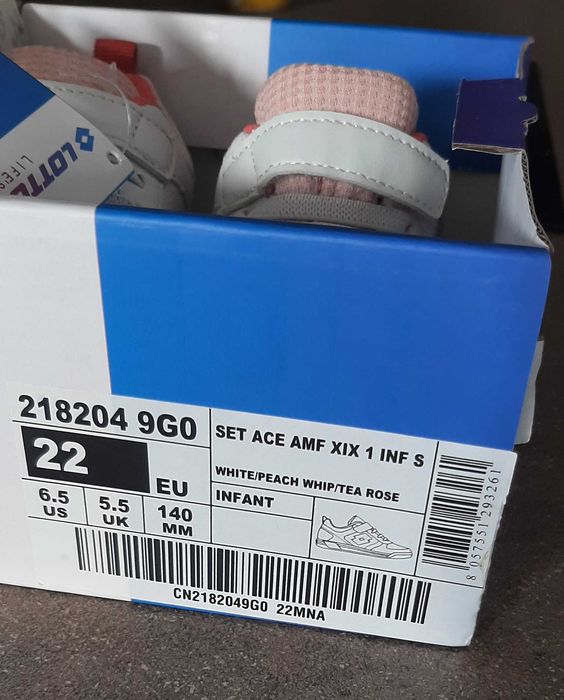 LOTTO
LIFES
218204 9G0
SET ACE AMF XIX 1 INF S
22
EU
WHITE/PEACH WHIP/TEA ROSE
6.5
US
5.5
UK
140
MM
INFANT
8 057551 293261
CN2182049G0 22MNA